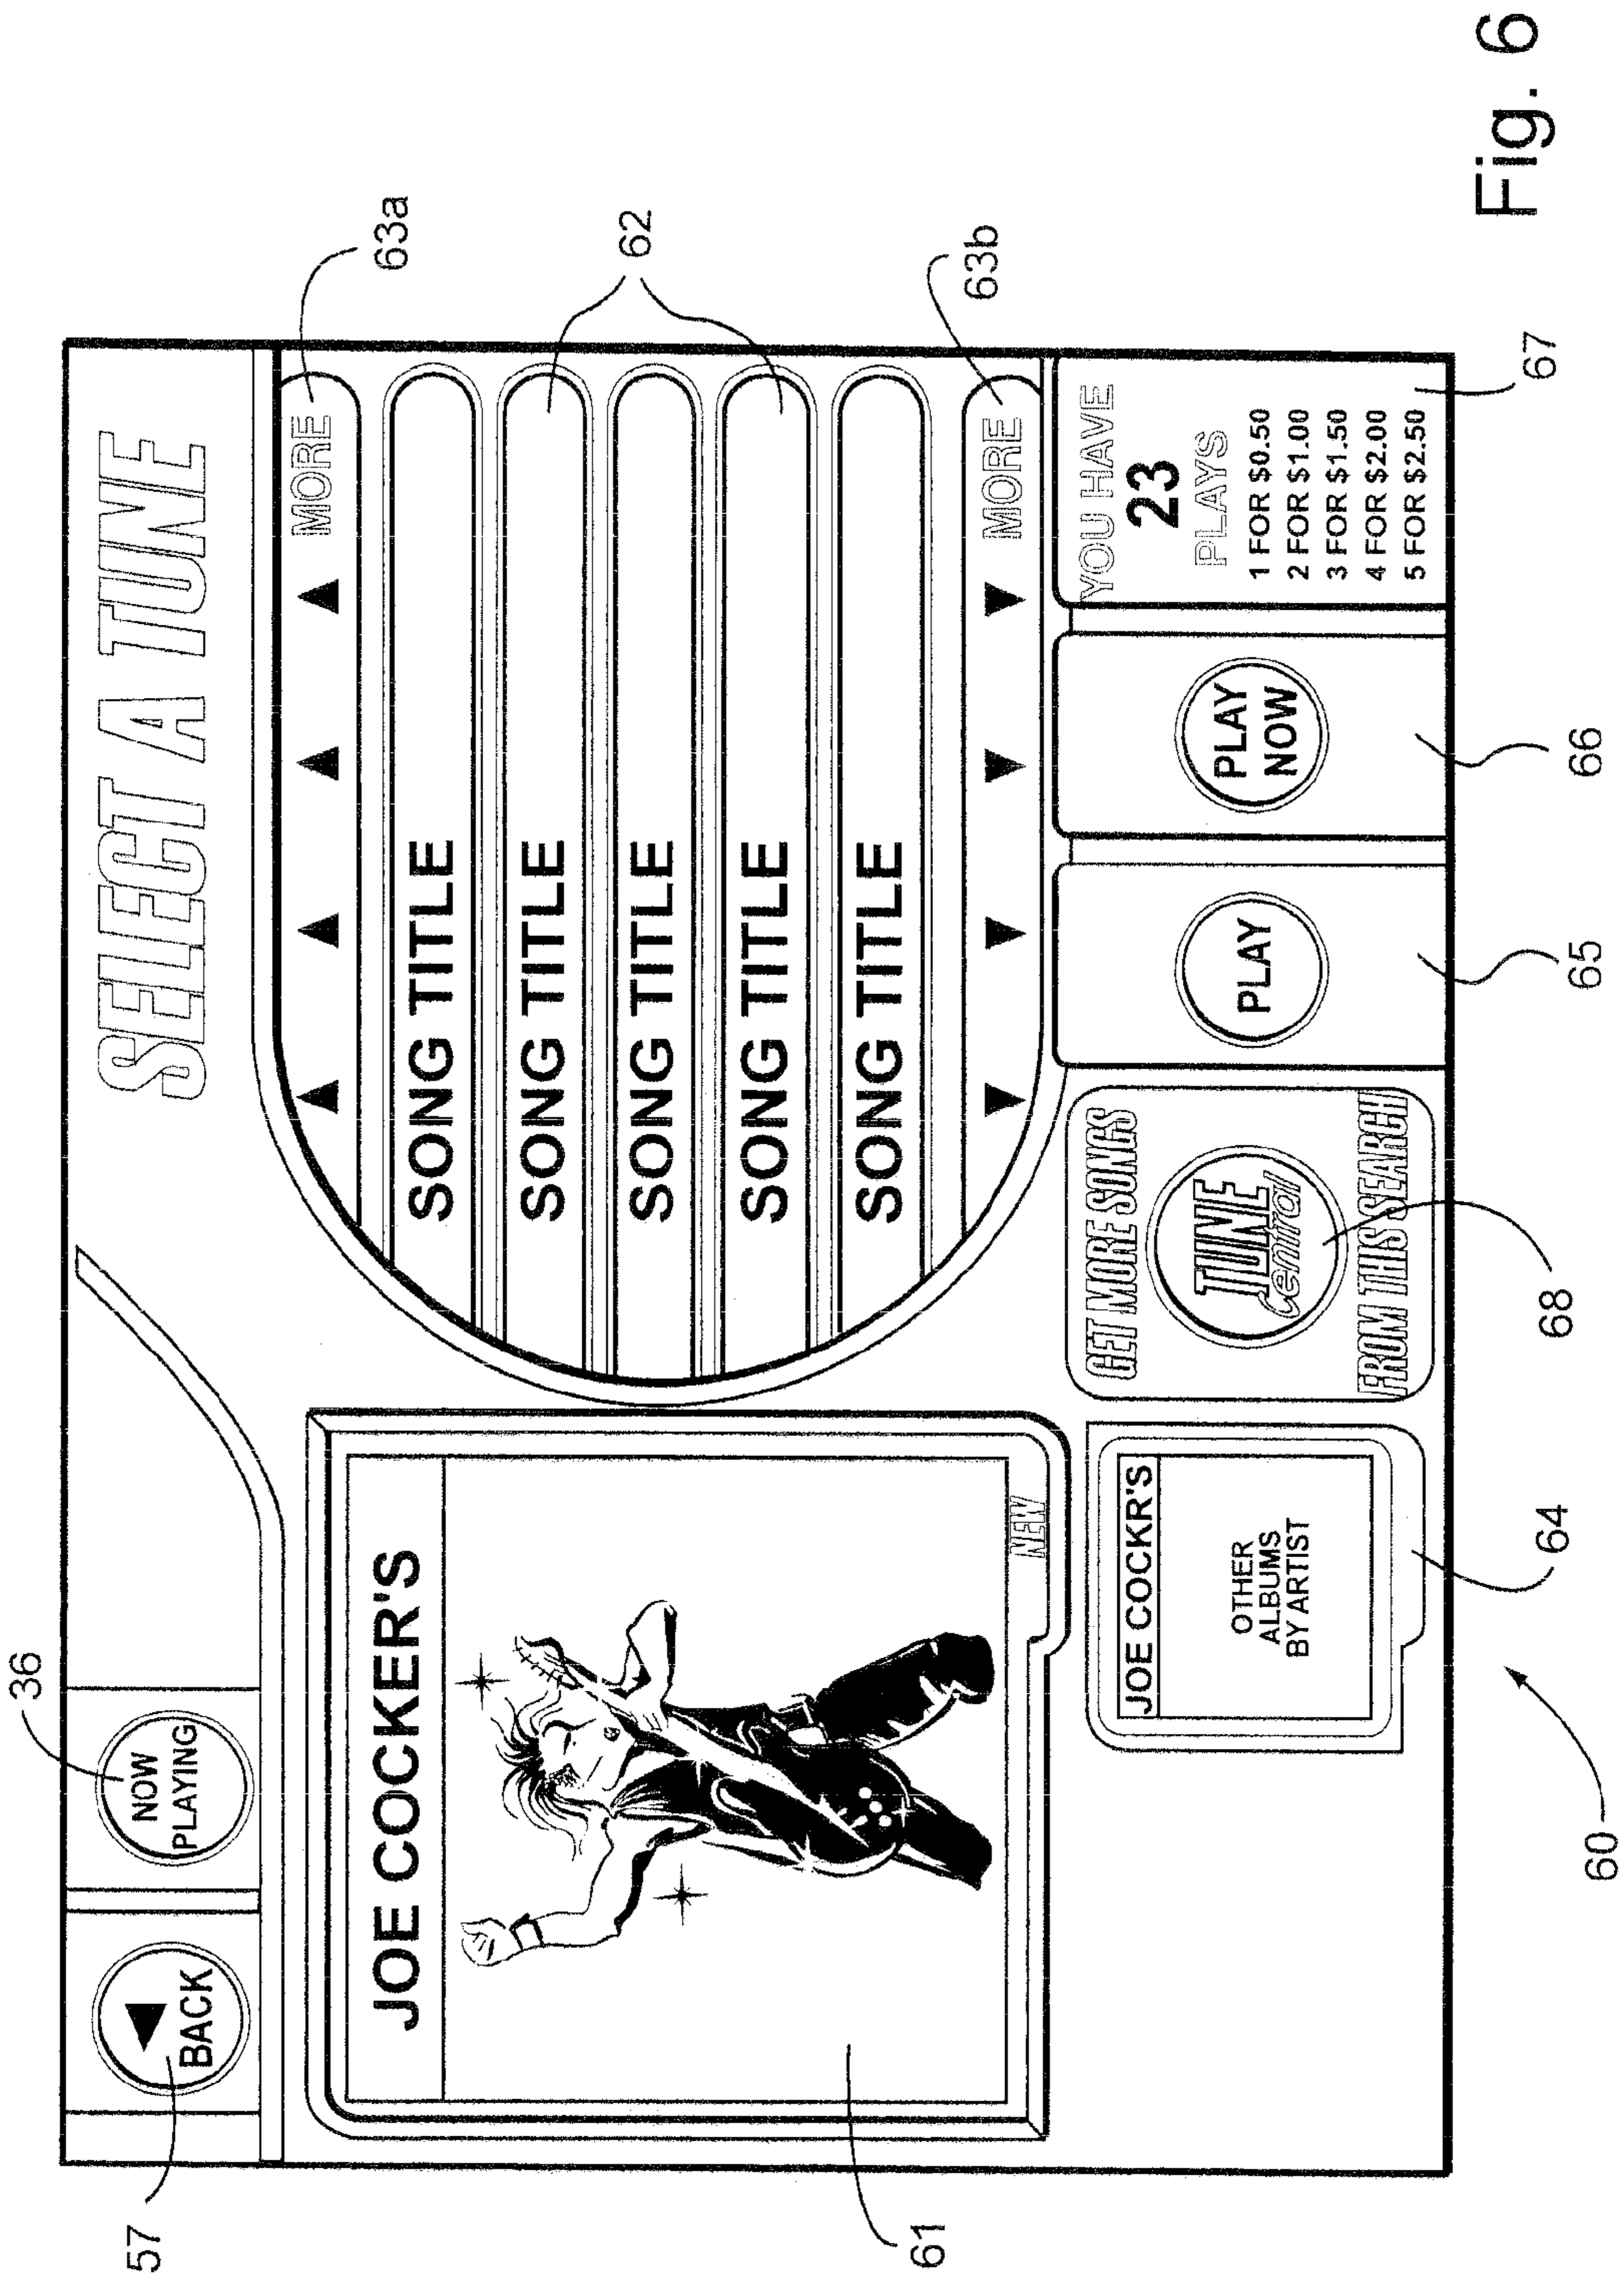 36
57
BACK
NOW
PLAYING
SELECT A TUNE
63a
MORE
JOE COCKER'S
NEW
61
SONG TITLE
SONG TITLE
SONG TITLE
SONG TITLE
SONG TITLE
62
MORE
63b
JOE COCKR'S
OTHER
ALBUMS
BY ARTIST
64
60
GET MORE SONGS
TUNE
Central
FROM THIS SEARCH
68
PLAY
65
PLAY
NOW
66
YOU HAVE
23
PLAYS
1 FOR $0.50
2 FOR $1.00
3 FOR $1.50
4 FOR $2.00
5 FOR $2.50
67
Fig. 6